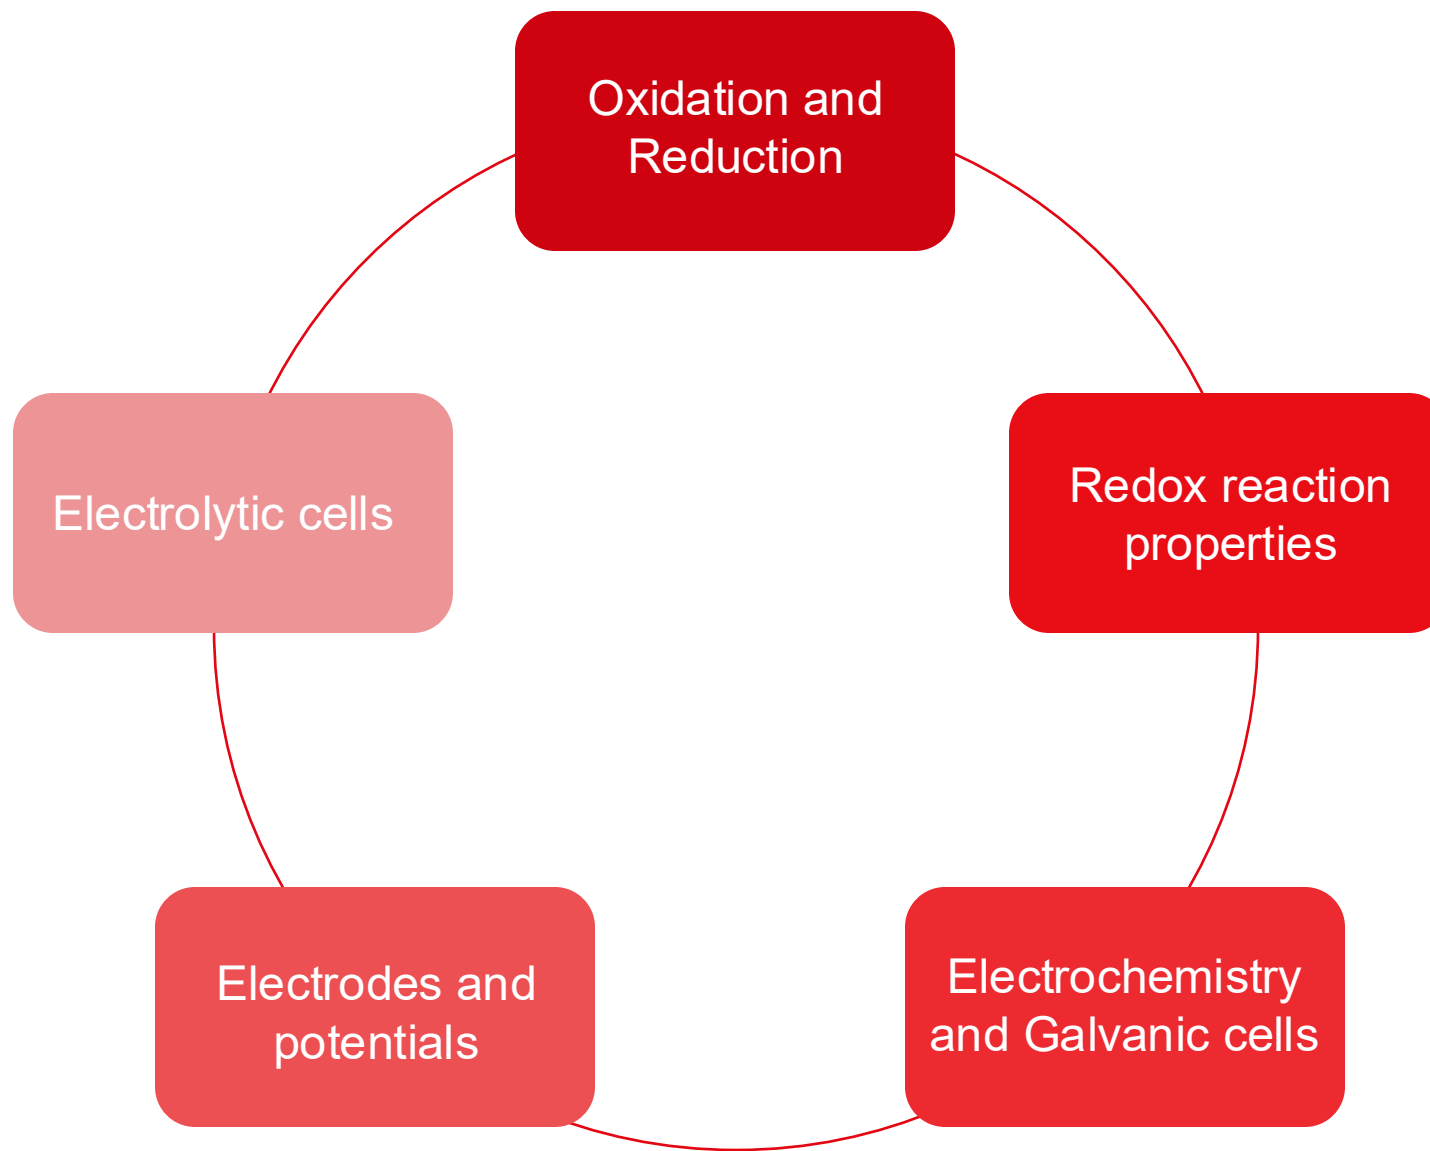 Oxidation and
Reduction
Redox reaction
properties
Electrochemistry
and Galvanic cells
Electrodes and
potentials
Electrolytic cells